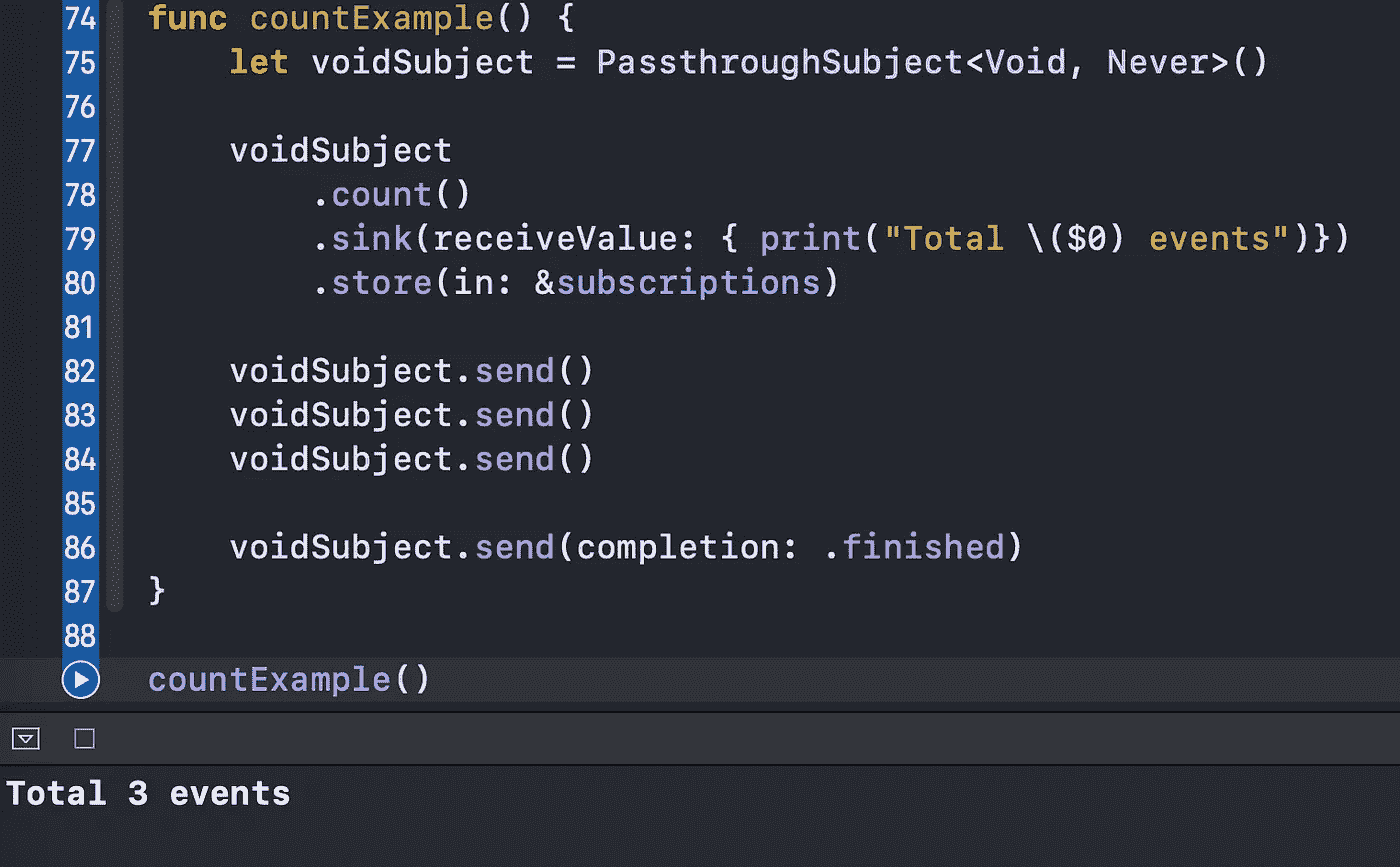 74 func countExample() {
75     let voidSubject = PassthroughSubject<Void, Never>()
76
77     voidSubject
78         .count()
79         .sink(receiveValue: { print("Total \($0) events")})
80         .store(in: &subscriptions)
81
82     voidSubject.send()
83     voidSubject.send()
84     voidSubject.send()
85
86     voidSubject.send(completion: .finished)
87 }
88
countExample()
Total 3 events